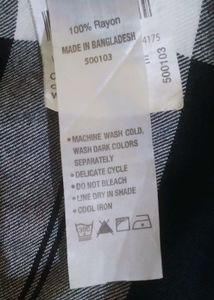 100% Rayon
MADE IN BANGLADESH 4175
500103
500103
• MACHINE WASH COLD,
WASH DARK COLORS
SEPARATELY
• DELICATE CYCLE
• DO NOT BLEACH
• LINE DRY IN SHADE
• COOL IRON